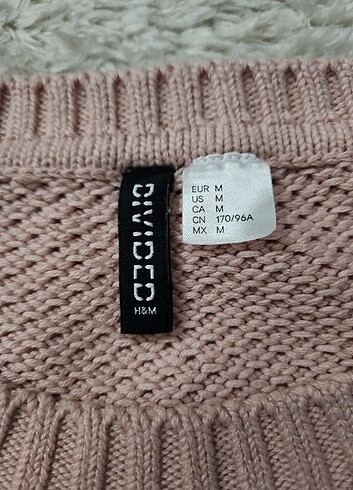 DIVIDED
H&M
EUR M
US M
CA M
CN 170/96A
MX M